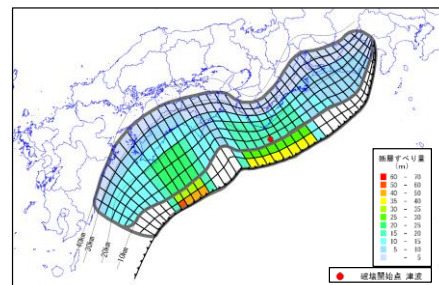 40km
30km
20km
10km
断層すべり量
(m)
60 - 70
50 - 60
40 - 50
35 - 40
30 - 35
25 - 30
20 - 25
15 - 20
10 - 15
5 - 10
- 5
破壊開始点 津波